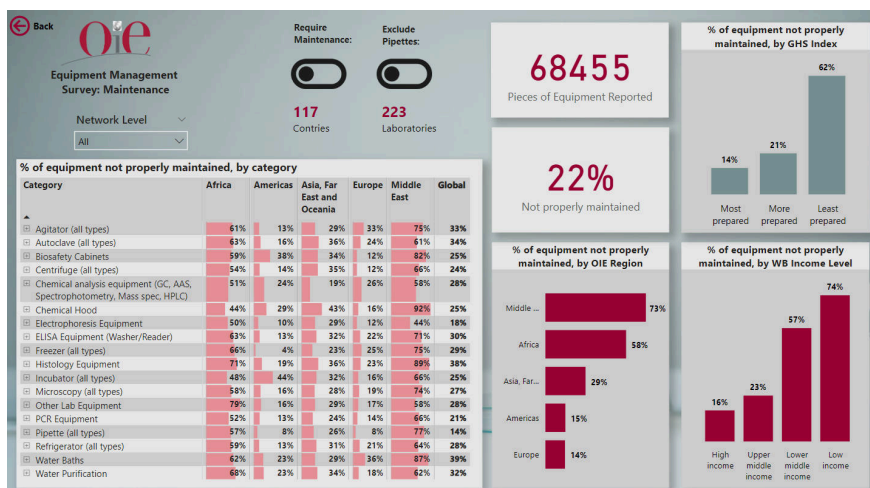 Back
OiE
Equipment Management
Survey: Maintenance
Network Level
All
Require
Maintenance:
Exclude
Pipettes:
117
Contries
223
Laboratories
68455
Pieces of Equipment Reported
22%
Not properly maintained
% of equipment not properly
maintained, by GHS Index
62%
21%
14%
Most
prepared
More
prepared
Least
prepared
% of equipment not properly maintained, by category
Category Africa Americas Asia, Far East and Oceania Europe Middle East Global
Agitator (all types) 61% 13% 29% 33% 75% 33%
Autoclave (all types) 63% 16% 36% 24% 61% 34%
Biosafety Cabinets 59% 38% 34% 12% 82% 25%
Centrifuge (all types) 54% 14% 35% 12% 66% 24%
Chemical analysis equipment (GC, AAS, 51% 24% 19% 26% 58% 28%
Spectrophotometry, Mass spec, HPLC)
Chemical Hood 44% 29% 43% 16% 92% 25%
Electrophoresis Equipment 50% 10% 29% 12% 44% 18%
ELISA Equipment (Washer/Reader) 63% 13% 32% 22% 71% 30%
Freezer (all types) 66% 4% 23% 25% 75% 29%
Histology Equipment 71% 19% 36% 23% 89% 38%
Incubator (all types) 48% 44% 32% 16% 66% 25%
Microscopy (all types) 58% 16% 28% 19% 74% 27%
Other Lab Equipment 79% 16% 29% 17% 58% 28%
PCR Equipment 52% 13% 24% 14% 66% 21%
Pipette (all types) 57% 8% 26% 8% 77% 14%
Refrigerator (all types) 59% 13% 31% 21% 64% 28%
Water Baths 62% 23% 29% 36% 87% 39%
Water Purification 68% 23% 34% 18% 62% 32%
% of equipment not properly
maintained, by OIE Region
Middle ... 73%
Africa 58%
Asia, Far... 29%
Americas 15%
Europe 14%
% of equipment not properly
maintained, by WB Income Level
74%
57%
23%
16%
High
income
Upper
middle
income
Lower
middle
income
Low
income